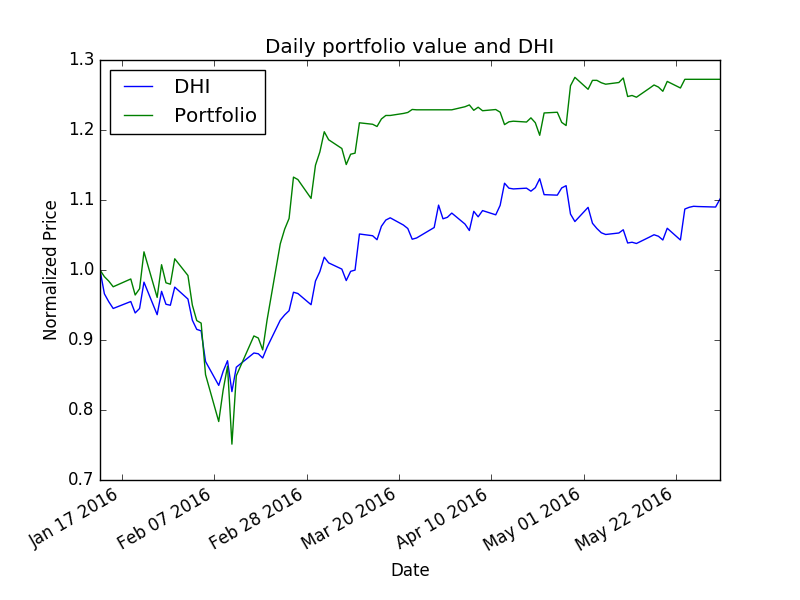 Daily portfolio value and DHI
DHI
Portfolio
1.3
1.2
1.1
1.0
0.9
0.8
0.7
Normalized Price
Jan 17 2016
Feb 07 2016
Feb 28 2016
Mar 20 2016
Apr 10 2016
May 01 2016
May 22 2016
Date